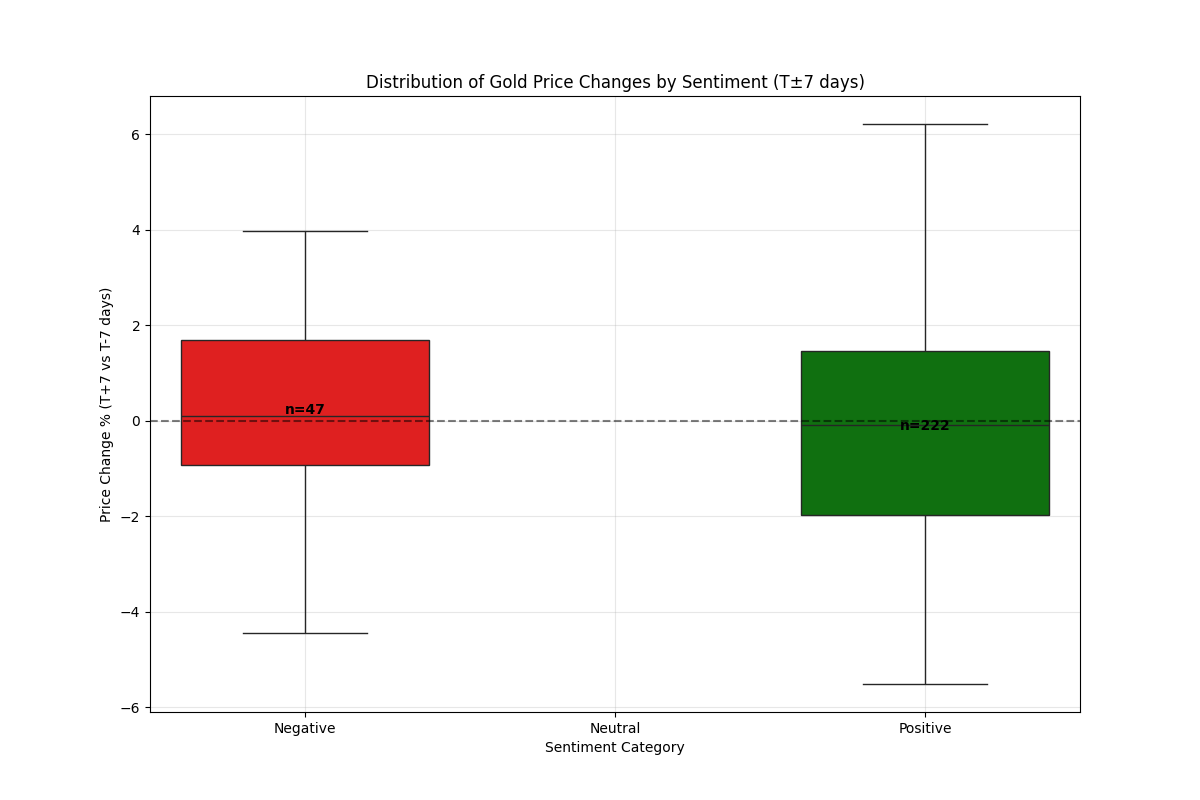 Distribution of Gold Price Changes by Sentiment (T±7 days)
Price Change % (T+7 vs T-7 days)
6
4
2
0
−2
−4
−6
n=47
n=222
Negative
Neutral
Positive
Sentiment Category